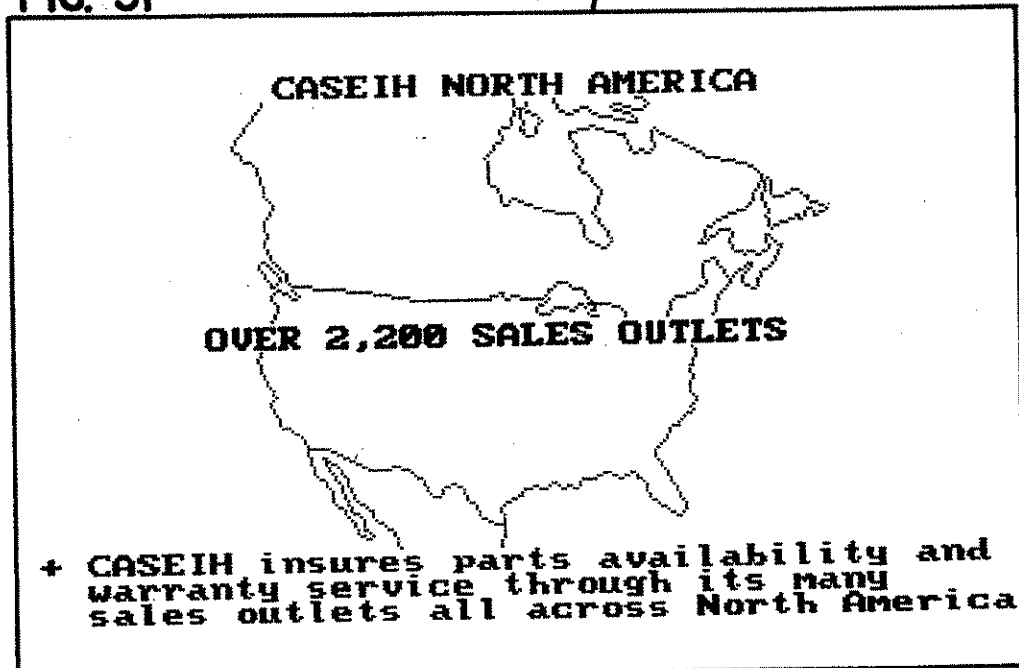 CASEIH NORTH AMERICA
OVER 2,200 SALES OUTLETS
+ CASEIH insures parts availability and
warranty service through its many
sales outlets all across North America